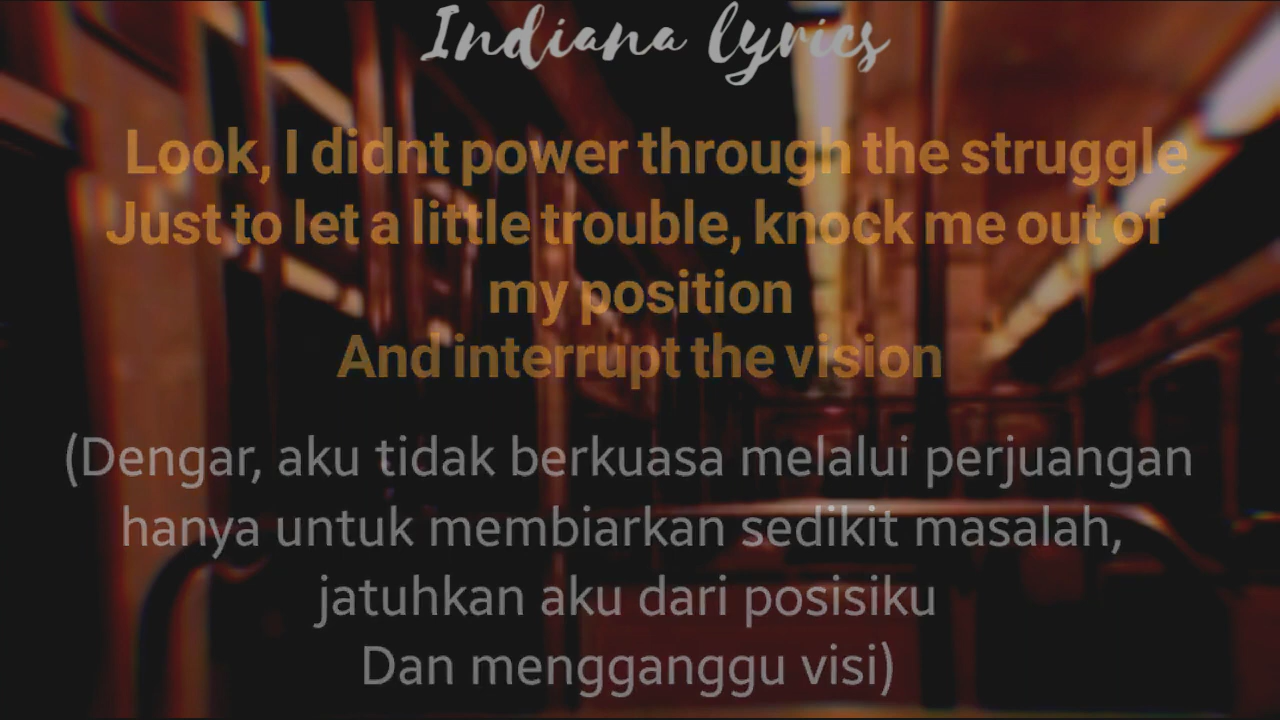 Indiana lyrics
Look, I didnt power through the struggle
Just to let a little trouble, knock me out of
my position
And interrupt the vision
(Dengar, aku tidak berkuasa melalui perjuangan
hanya untuk membiarkan sedikit masalah,
jatuhkan aku dari posisiku
Dan mengganggu visi)